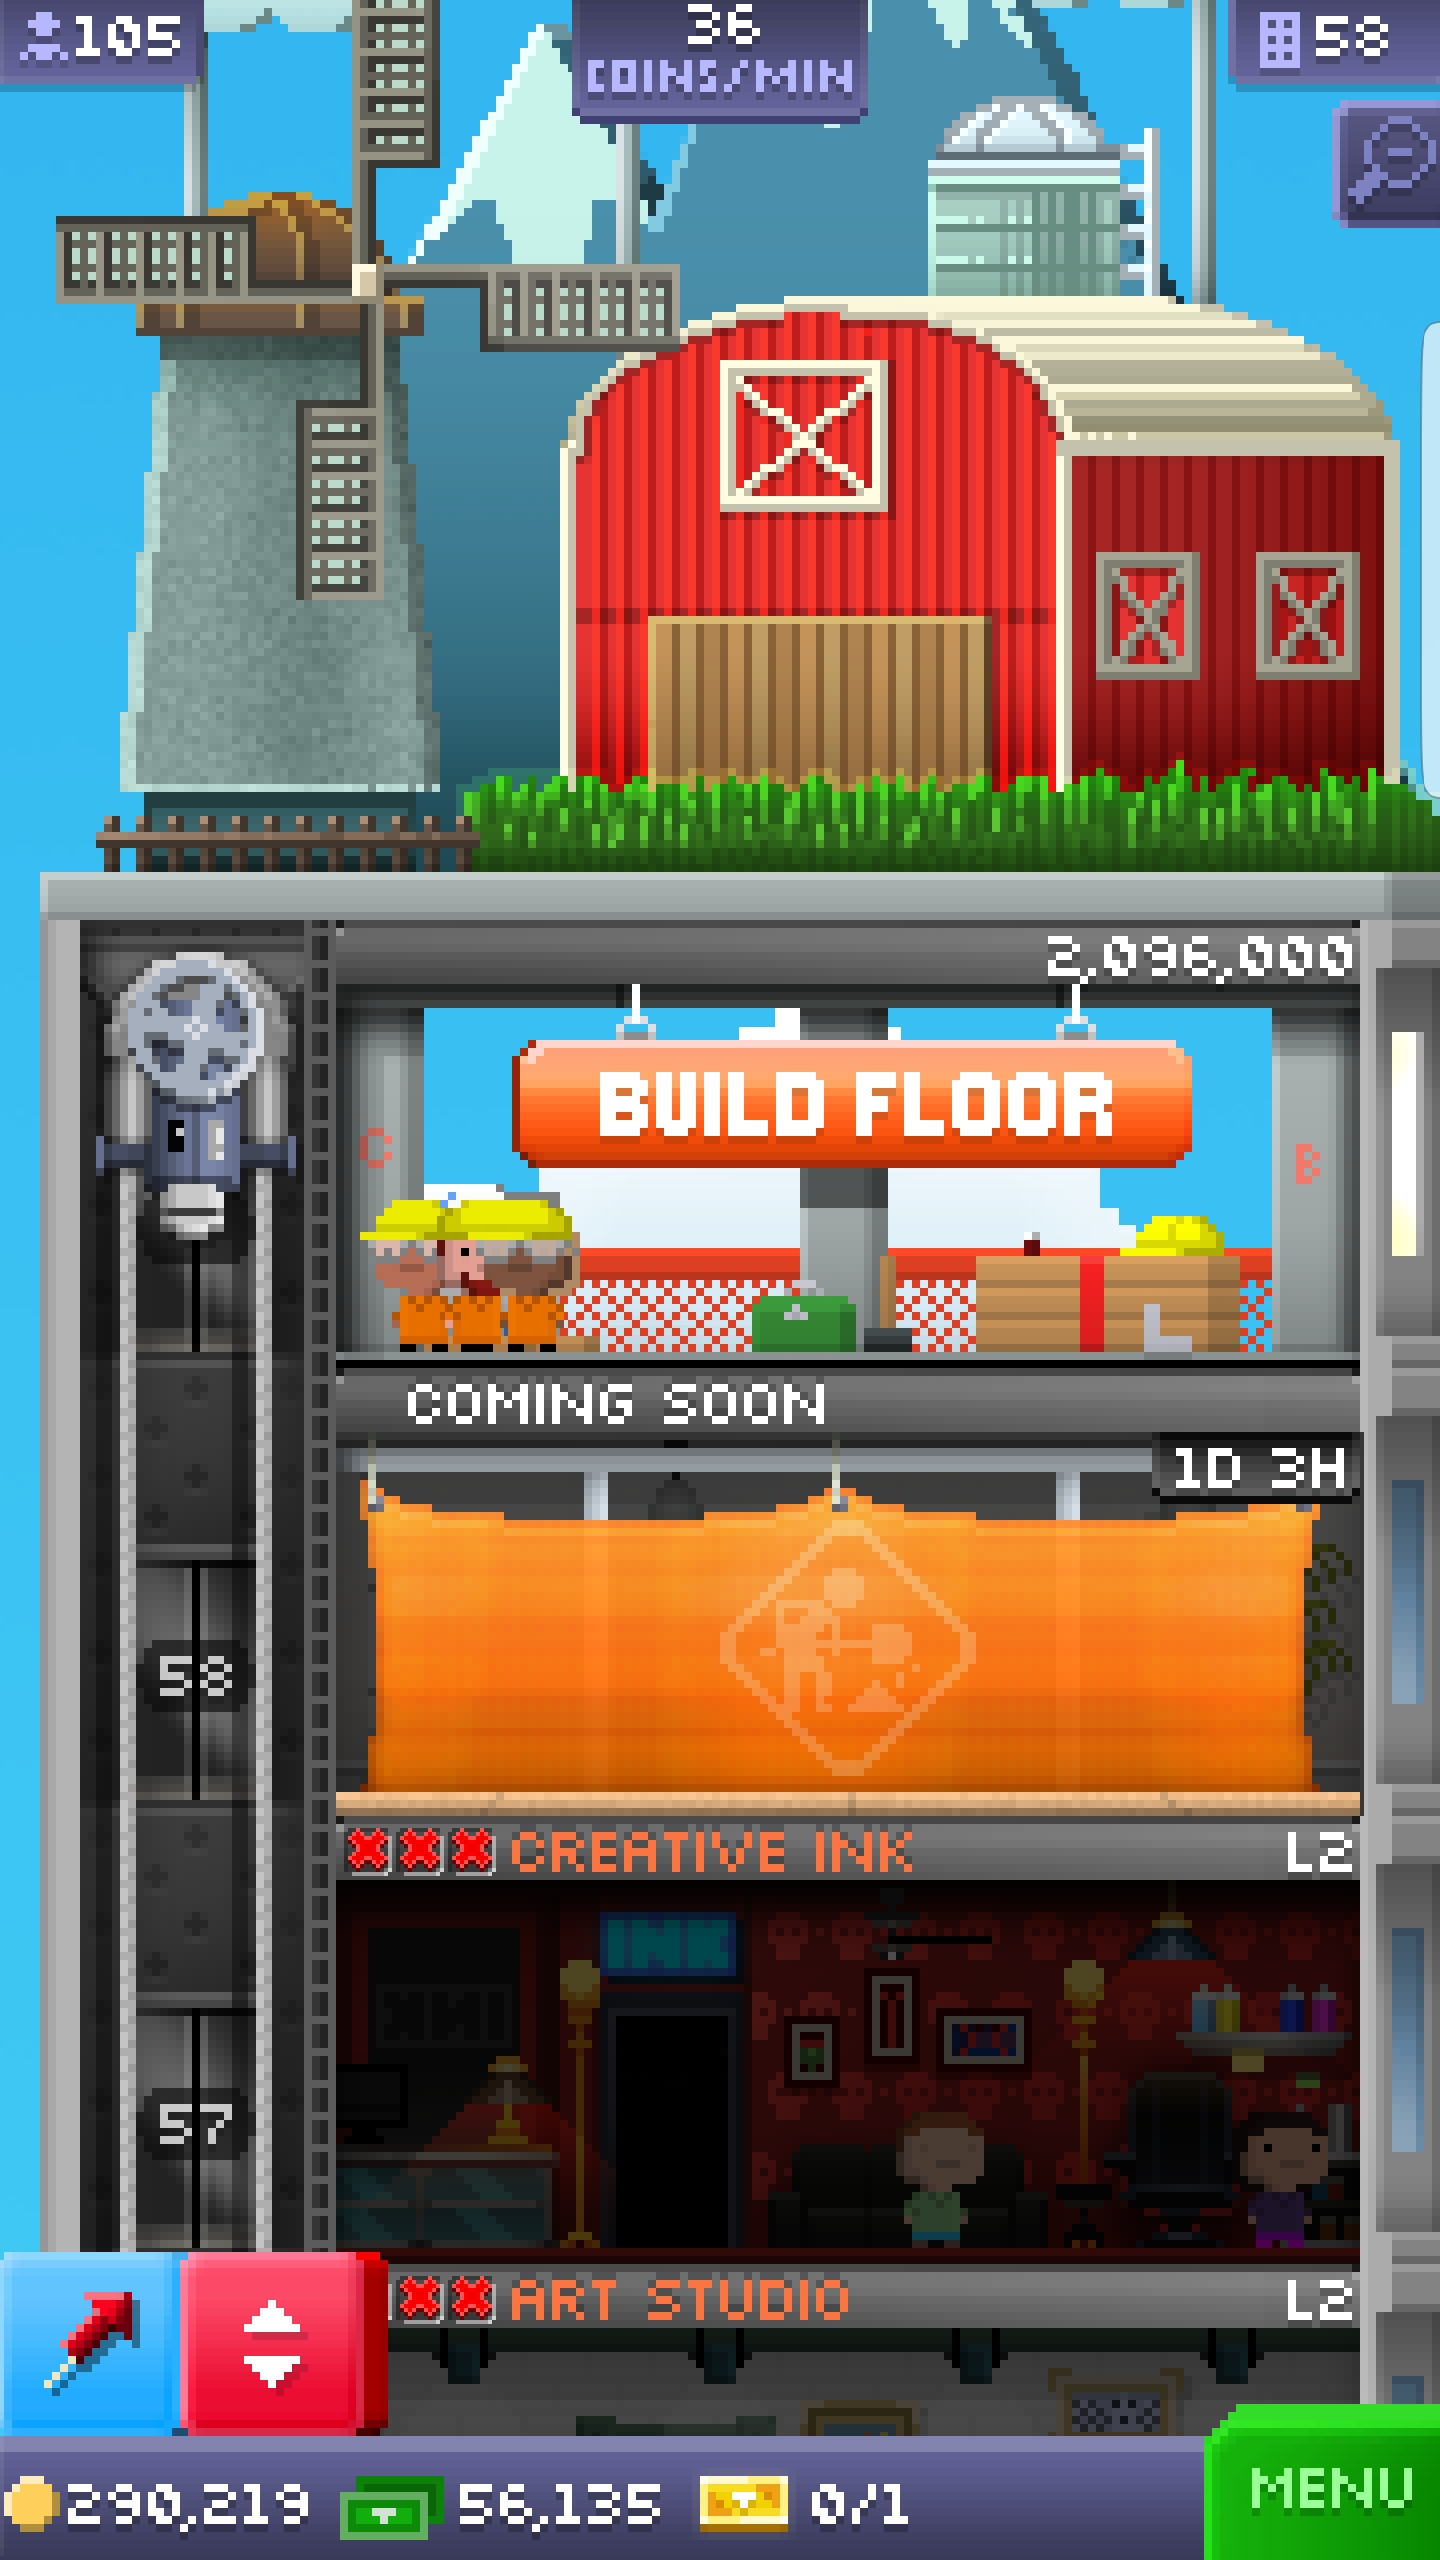 105
36
COINS/MIN
58
2,096,000
BUILD FLOOR
C
B
COMING SOON
1D 3H
58
CREATIVE INK L2
INK
57
ART STUDIO L2
290,219 56,135 0/1
MENU